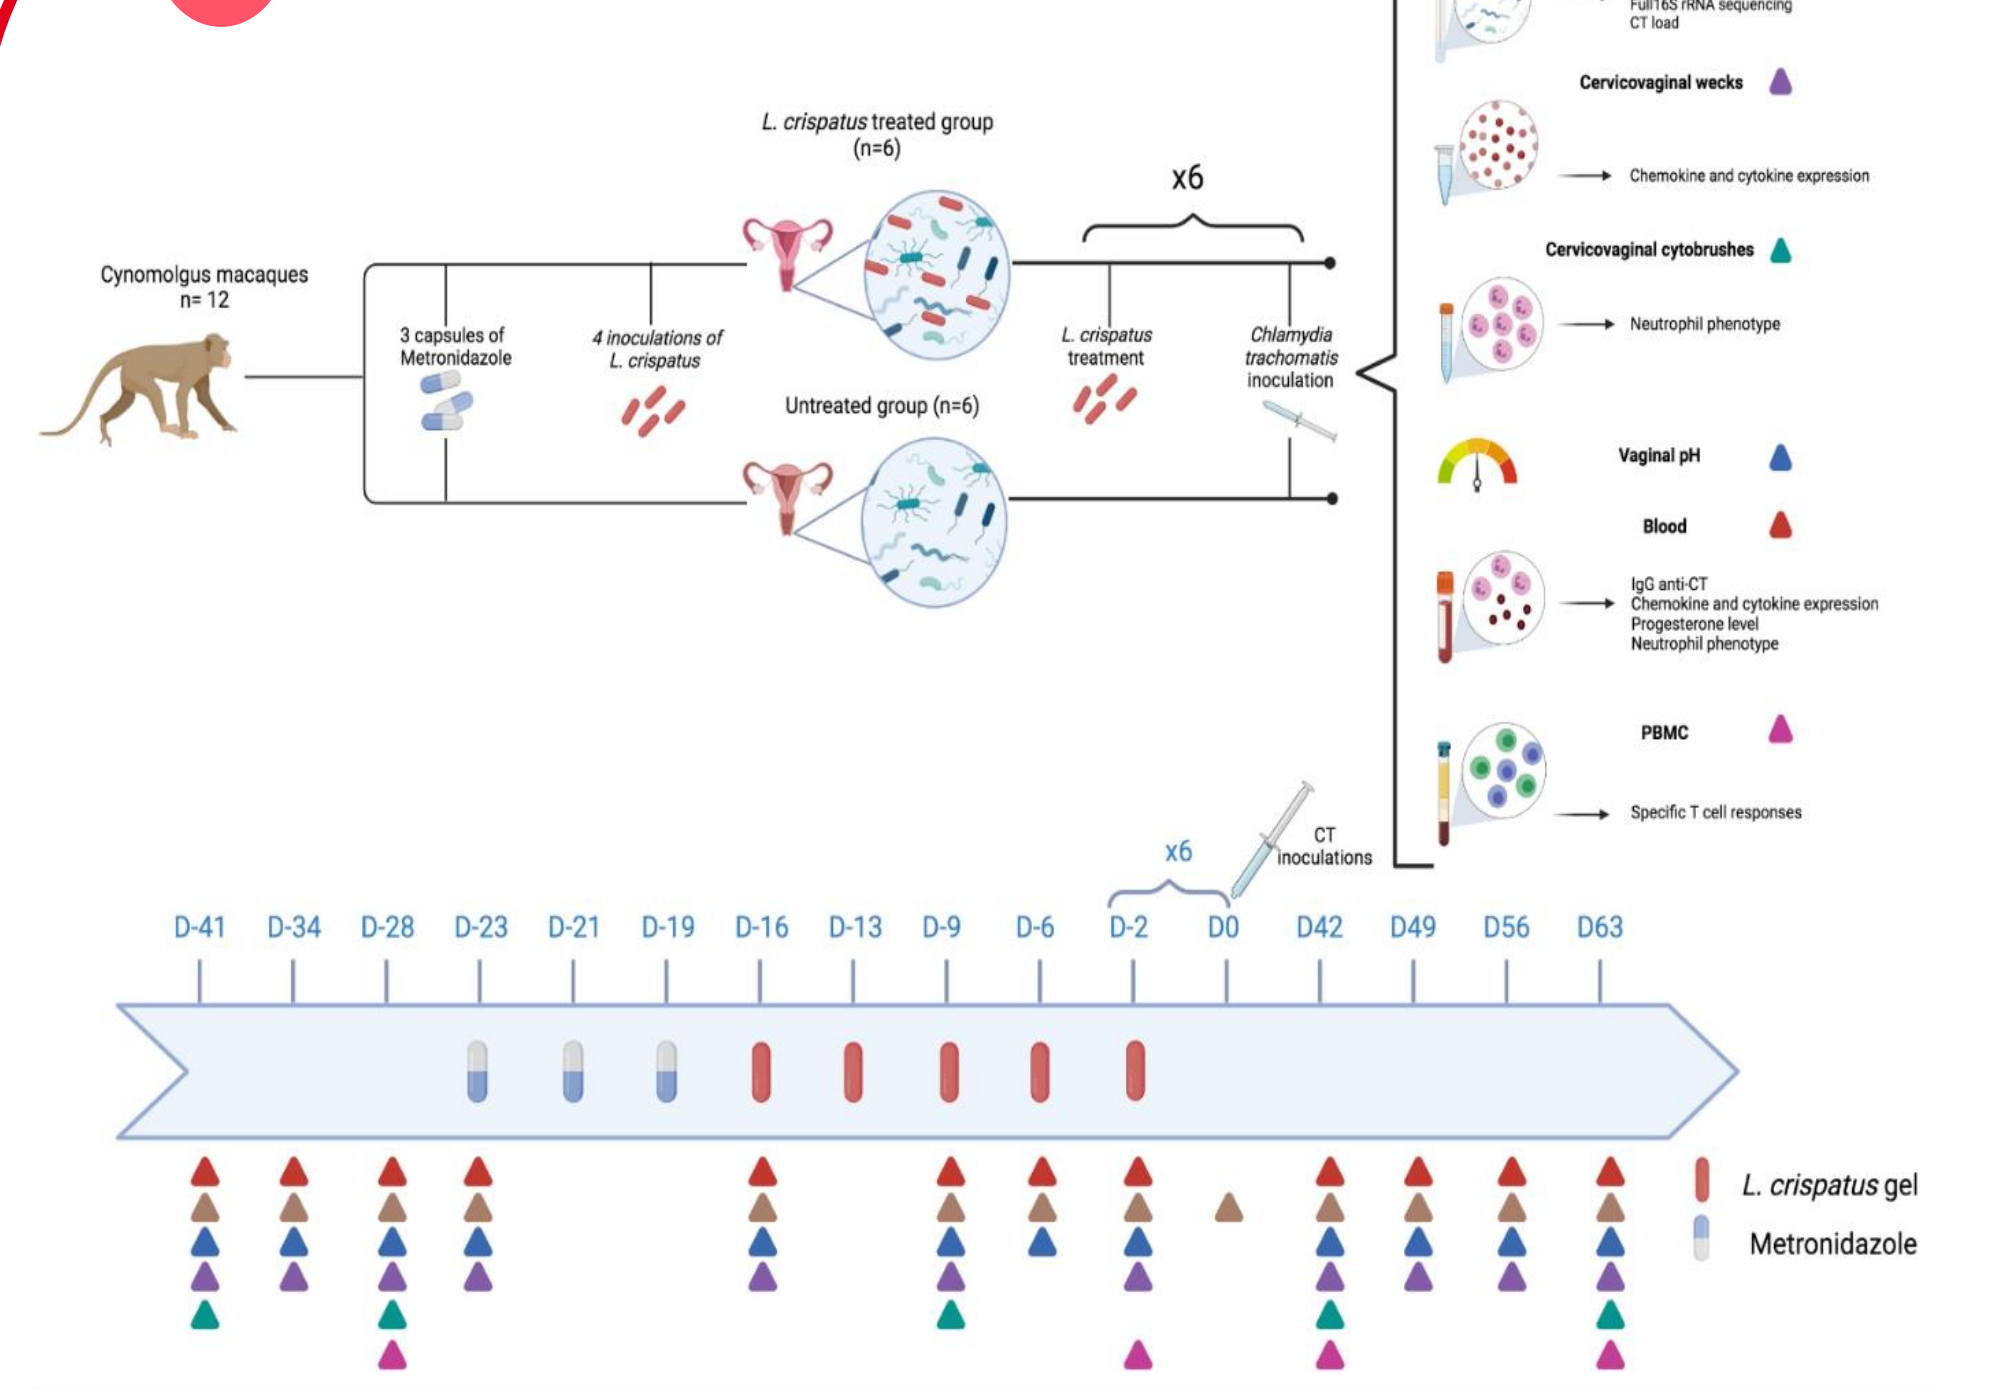 Full16S rRNA sequencing
CT load
Cervicovaginal wecks
Chemokine and cytokine expression
Cervicovaginal cytobrushes
Neutrophil phenotype
Vaginal pH
Blood
IgG anti-CT
Chemokine and cytokine expression
Progesterone level
Neutrophil phenotype
PBMC
Specific T cell responses
L. crispatus treated group
(n=6)
x6
Cynomolgus macaques
n= 12
3 capsules of
Metronidazole
4 inoculations of
L. crispatus
L. crispatus
treatment
Chlamydia
trachomatis
inoculation
Untreated group (n=6)
x6
CT
inoculations
D-41 D-34 D-28 D-23 D-21 D-19 D-16 D-13 D-9 D-6 D-2 D0 D42 D49 D56 D63
L. crispatus gel
Metronidazole